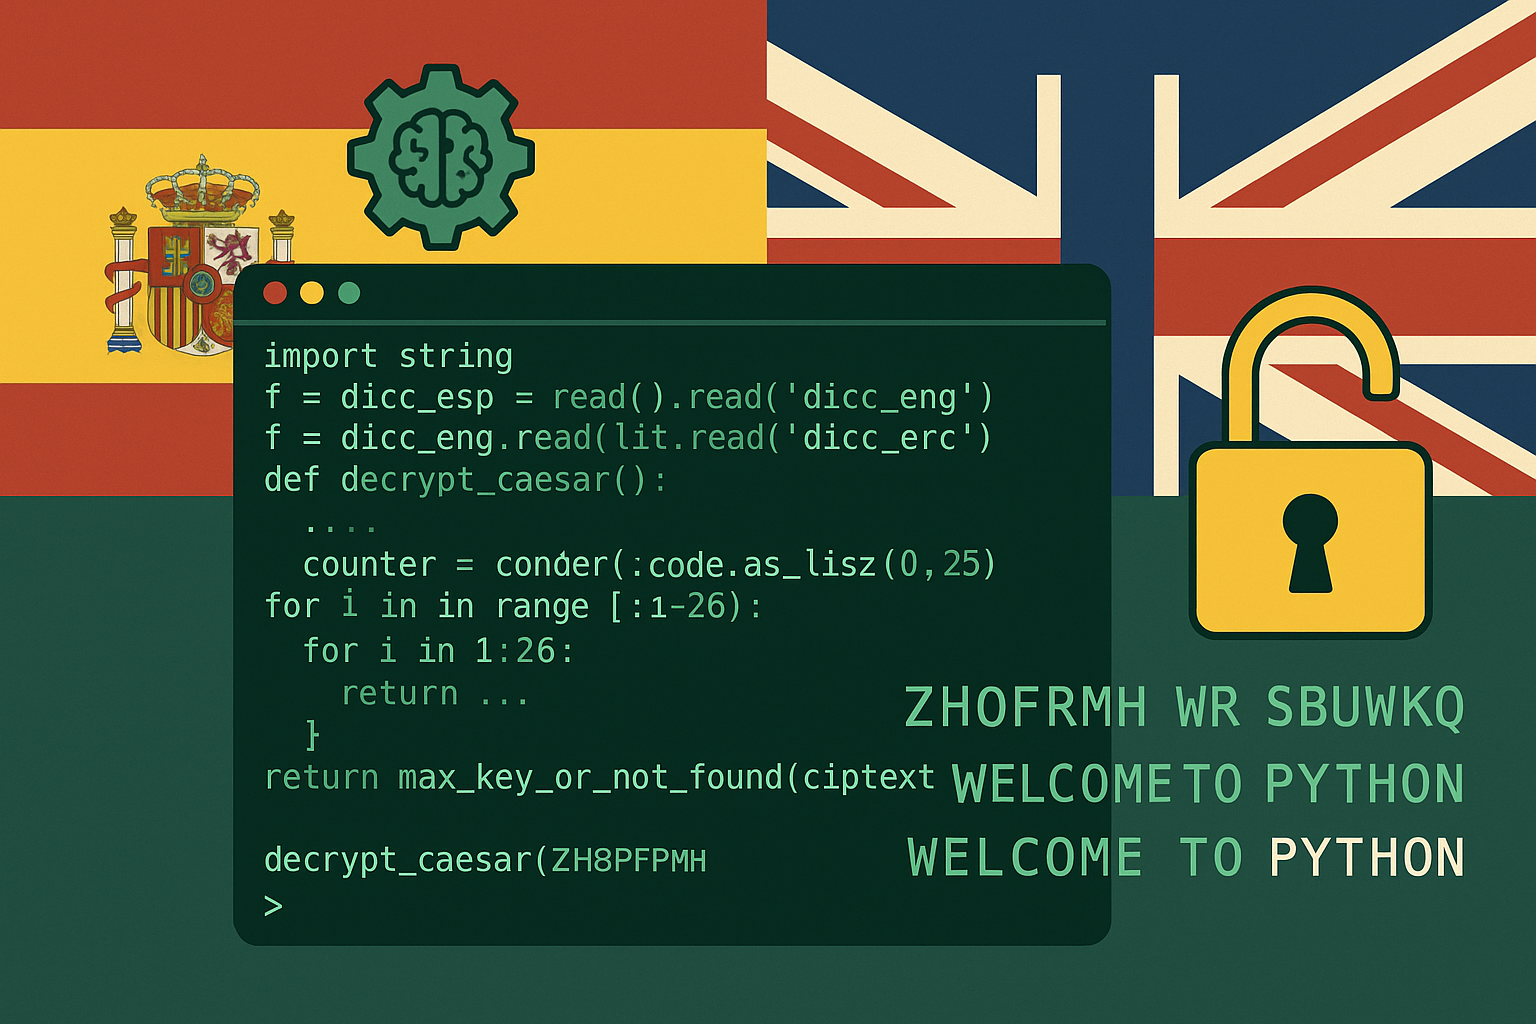 import string
f = dicc_esp = read().read('dicc_eng')
f = dicc_eng.read(lit.read('dicc_erc')
def decrypt_caesar():
....
counter = conder(:code.as_lisz(0,25)
for i in in range [:1-26):
for i in 1:26:
return ...
}
return max_key_or_not_found(ciptext
decrypt_caesar(ZH8PFPMH
>
ZHOFRMH WR SBUWKQ
WELCOMETO PYTHON
WELCOME TO PYTHON